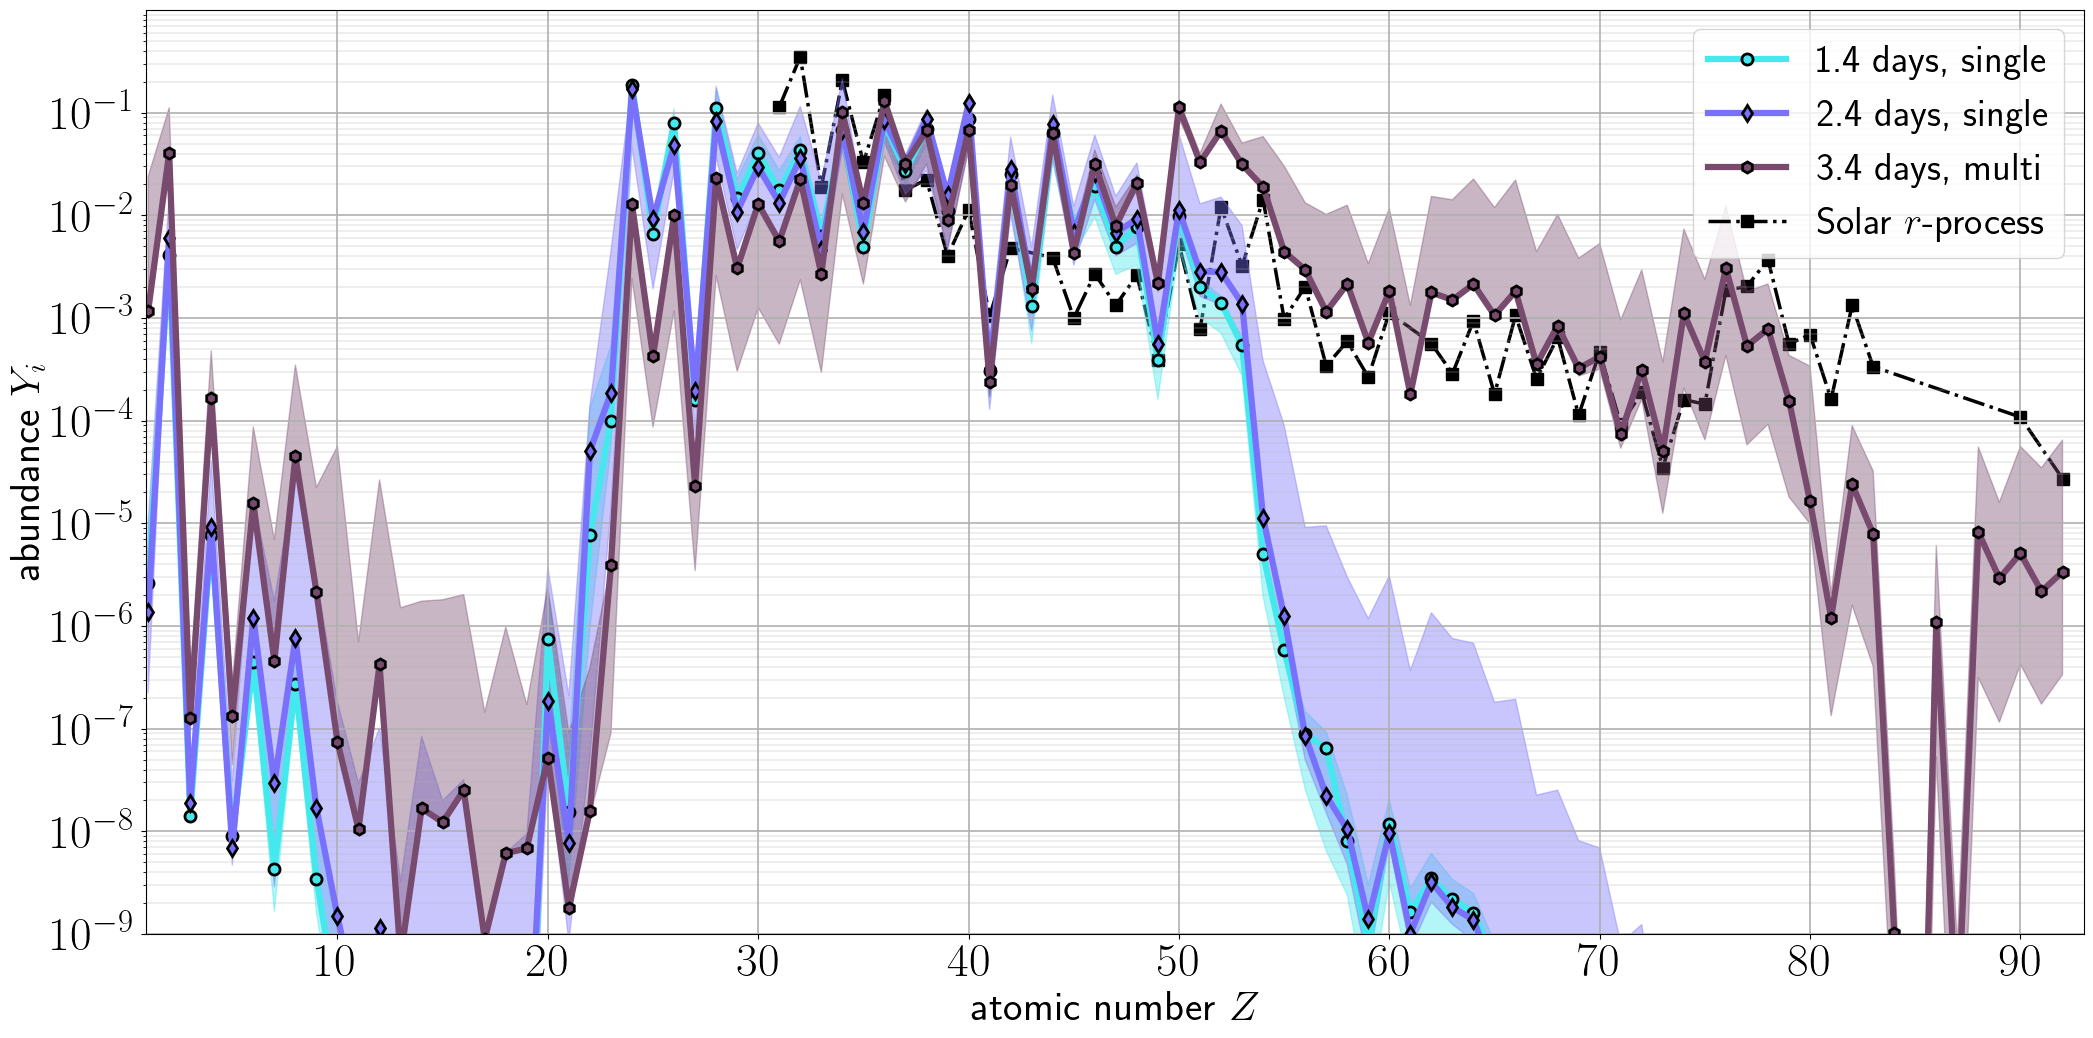 1.4 days, single
2.4 days, single
3.4 days, multi
Solar r-process
10⁻¹
10⁻²
10⁻³
10⁻⁴
10⁻⁵
10⁻⁶
10⁻⁷
10⁻⁸
10⁻⁹
abundance Yᵢ
10 20 30 40 50 60 70 80 90
atomic number Z